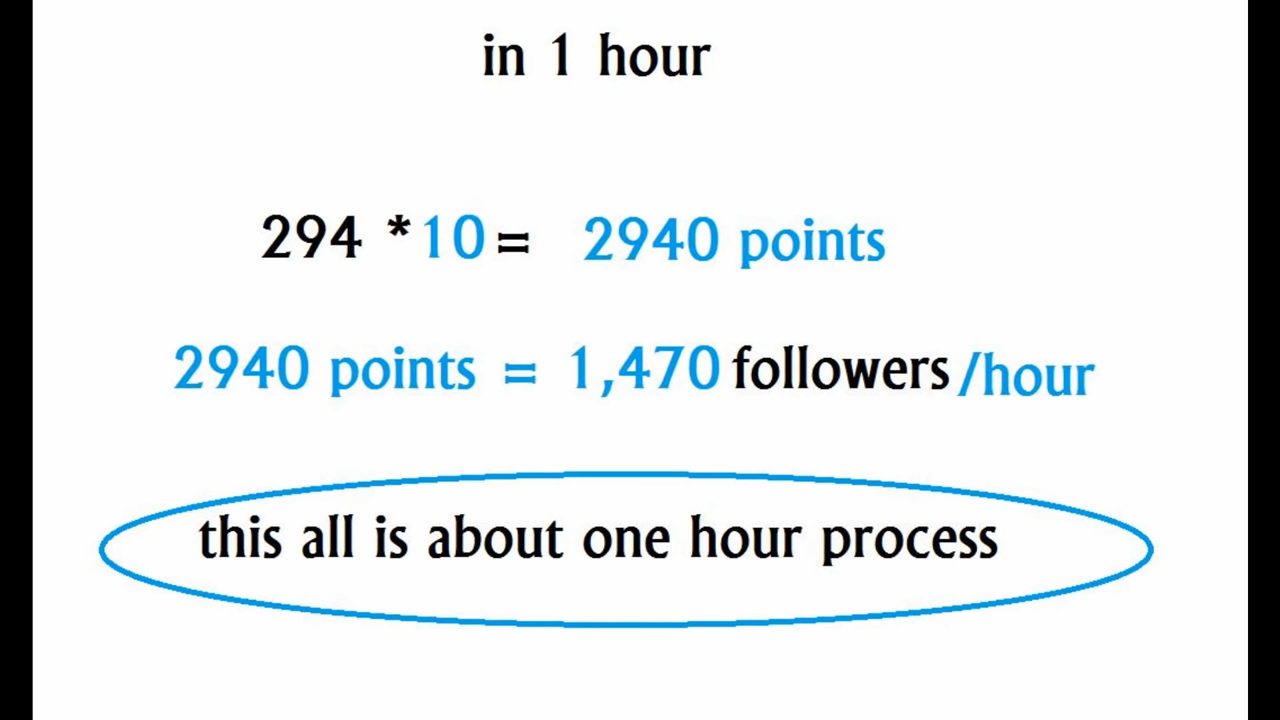 in 1 hour
294 *10 = 2940 points
2940 points = 1,470 followers /hour
this all is about one hour process